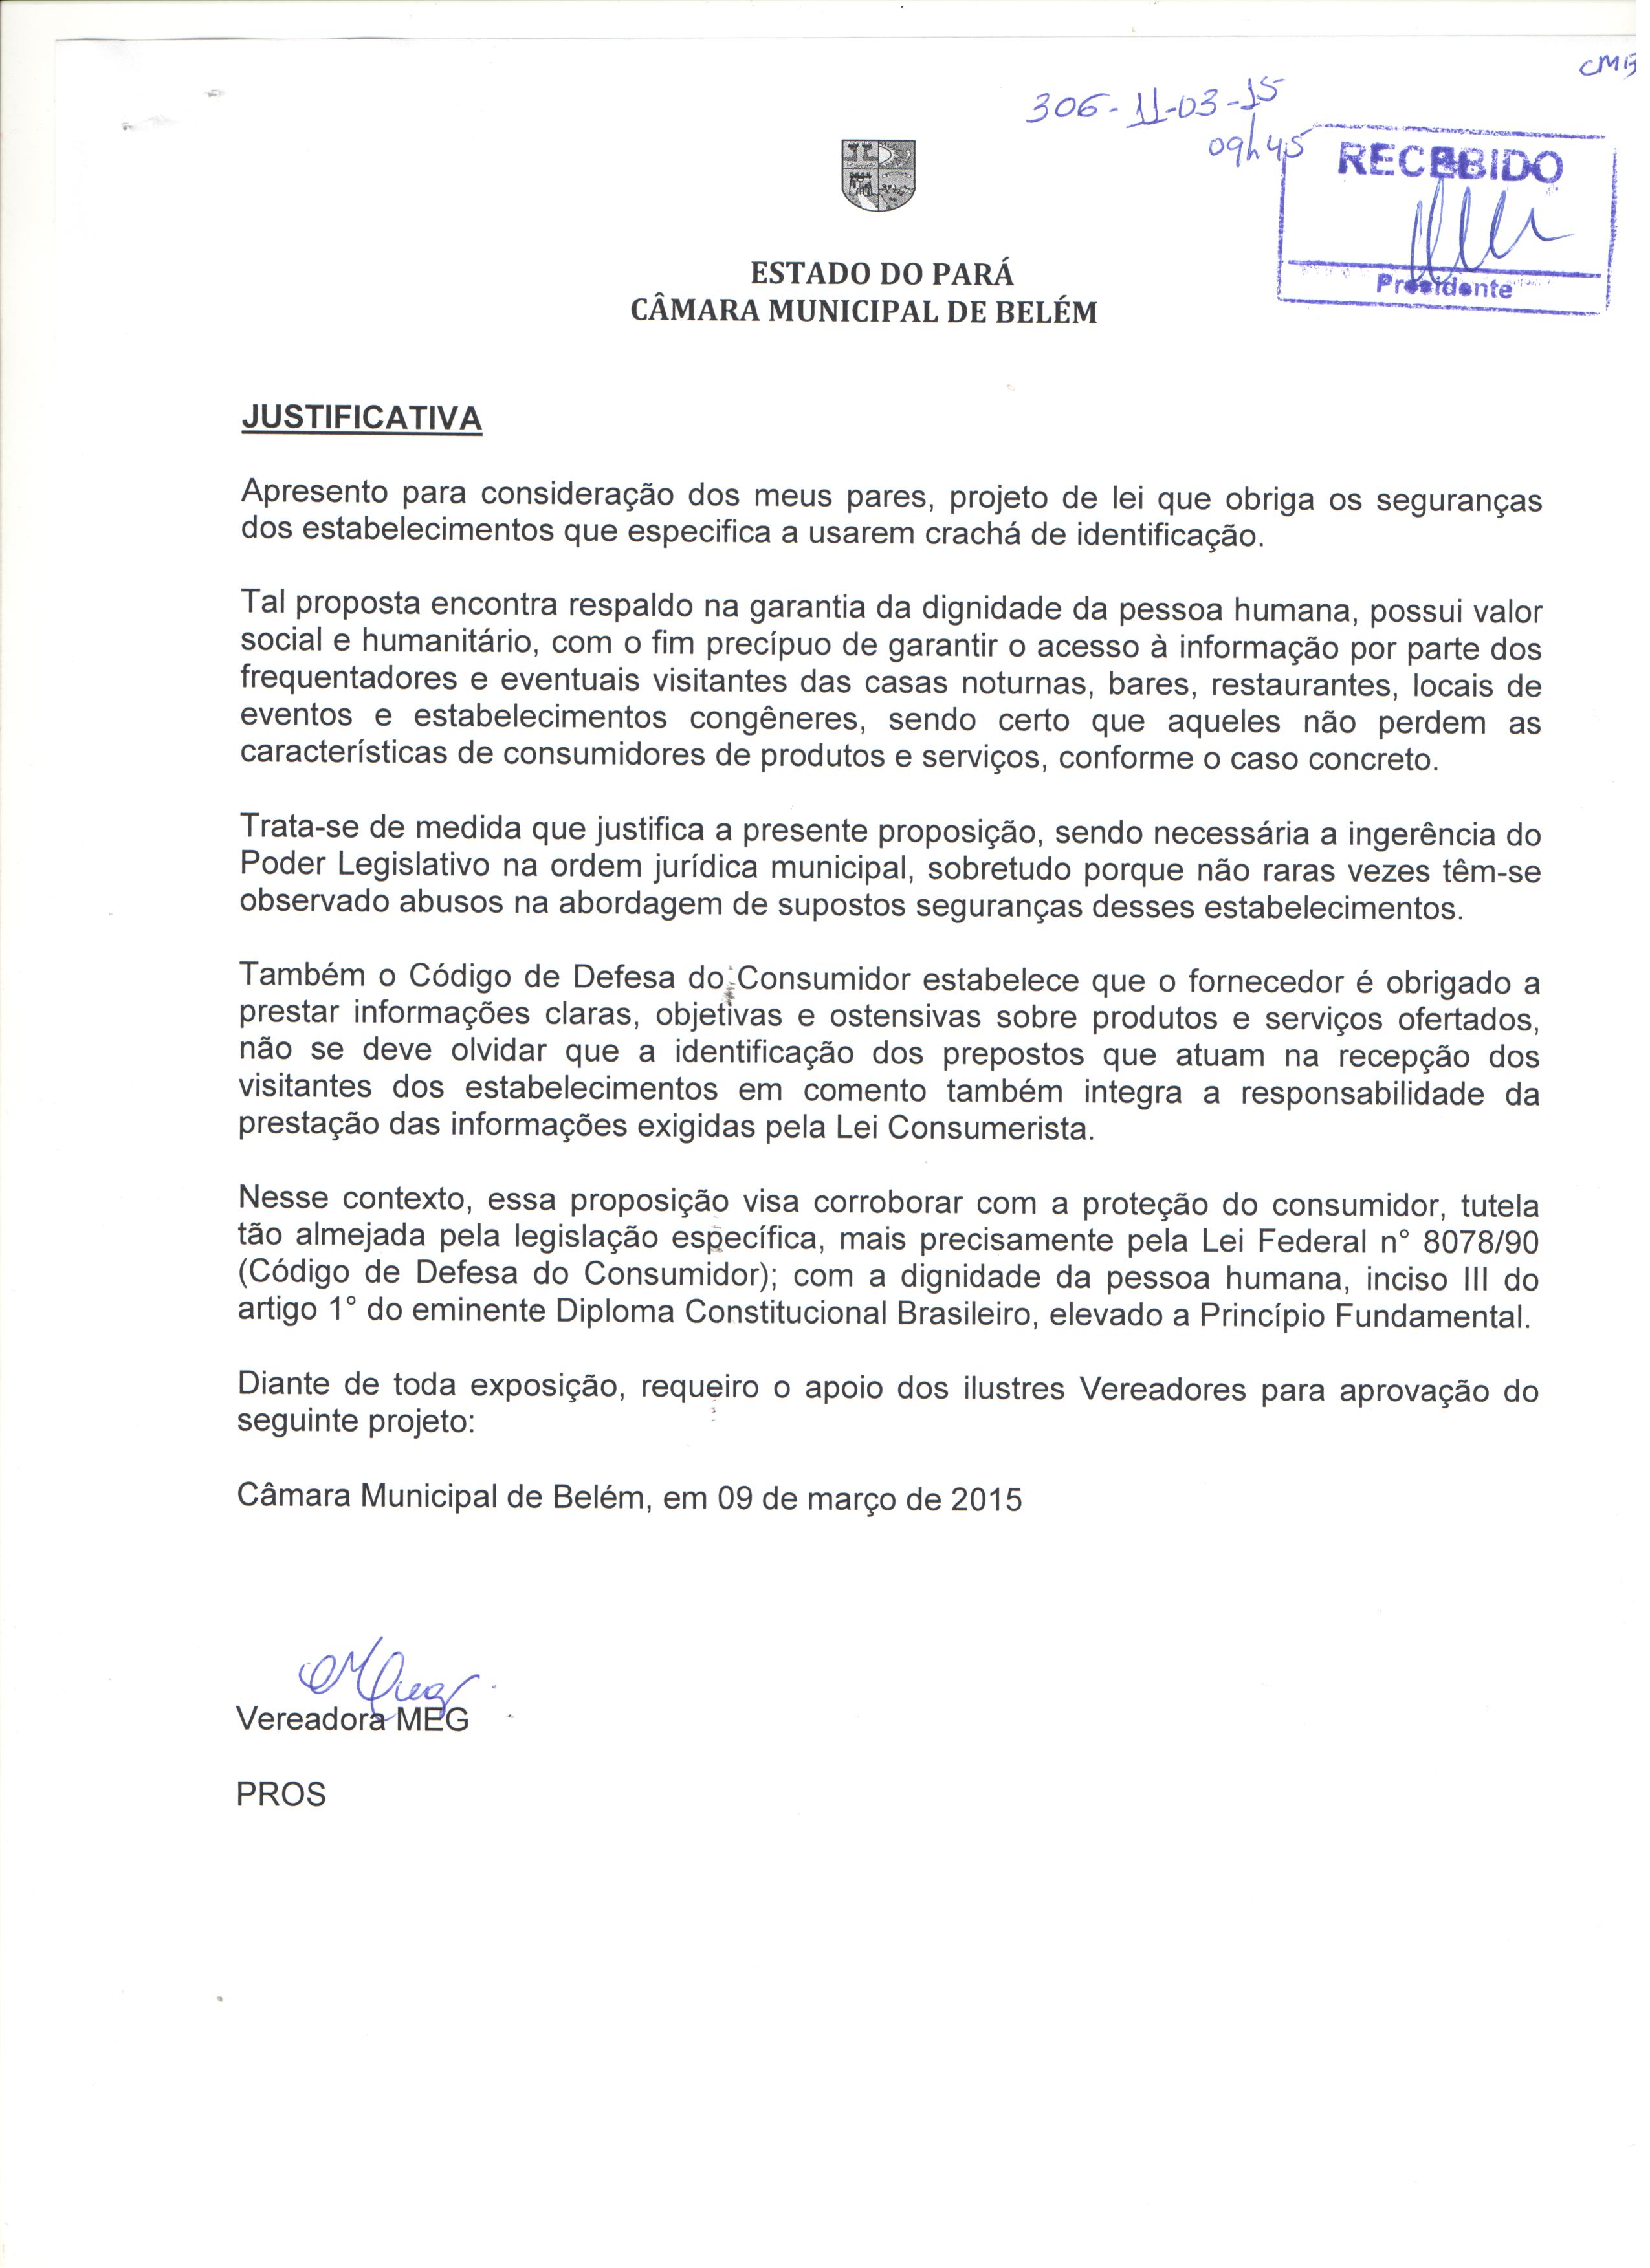 CMB
306-11-03-15
09h45
RECEBIDO
Presidente
ESTADO DO PARÁ
CÂMARA MUNICIPAL DE BELÉM
JUSTIFICATIVA
Apresento para consideração dos meus pares, projeto de lei que obriga os seguranças
dos estabelecimentos que especifica a usarem crachá de identificação.
Tal proposta encontra respaldo na garantia da dignidade da pessoa humana, possui valor
social e humanitário, com o fim precípuo de garantir o acesso à informação por parte dos
frequentadores e eventuais visitantes das casas noturnas, bares, restaurantes, locais de
eventos e estabelecimentos congêneres, sendo certo que aqueles não perdem as
características de consumidores de produtos e serviços, conforme o caso concreto.
Trata-se de medida que justifica a presente proposição, sendo necessária a ingerência do
Poder Legislativo na ordem jurídica municipal, sobretudo porque não raras vezes têm-se
observado abusos na abordagem de supostos seguranças desses estabelecimentos.
Também o Código de Defesa do Consumidor estabelece que o fornecedor é obrigado a
prestar informações claras, objetivas e ostensivas sobre produtos e serviços ofertados,
não se deve olvidar que a identificação dos prepostos que atuam na recepção dos
visitantes dos estabelecimentos em comento também integra a responsabilidade da
prestação das informações exigidas pela Lei Consumerista.
Nesse contexto, essa proposição visa corroborar com a proteção do consumidor, tutela
tão almejada pela legislação específica, mais precisamente pela Lei Federal n° 8078/90
(Código de Defesa do Consumidor); com a dignidade da pessoa humana, inciso III do
artigo 1° do eminente Diploma Constitucional Brasileiro, elevado a Princípio Fundamental.
Diante de toda exposição, requeiro o apoio dos ilustres Vereadores para aprovação do
seguinte projeto:
Câmara Municipal de Belém, em 09 de março de 2015
Vereadora MEG
PROS